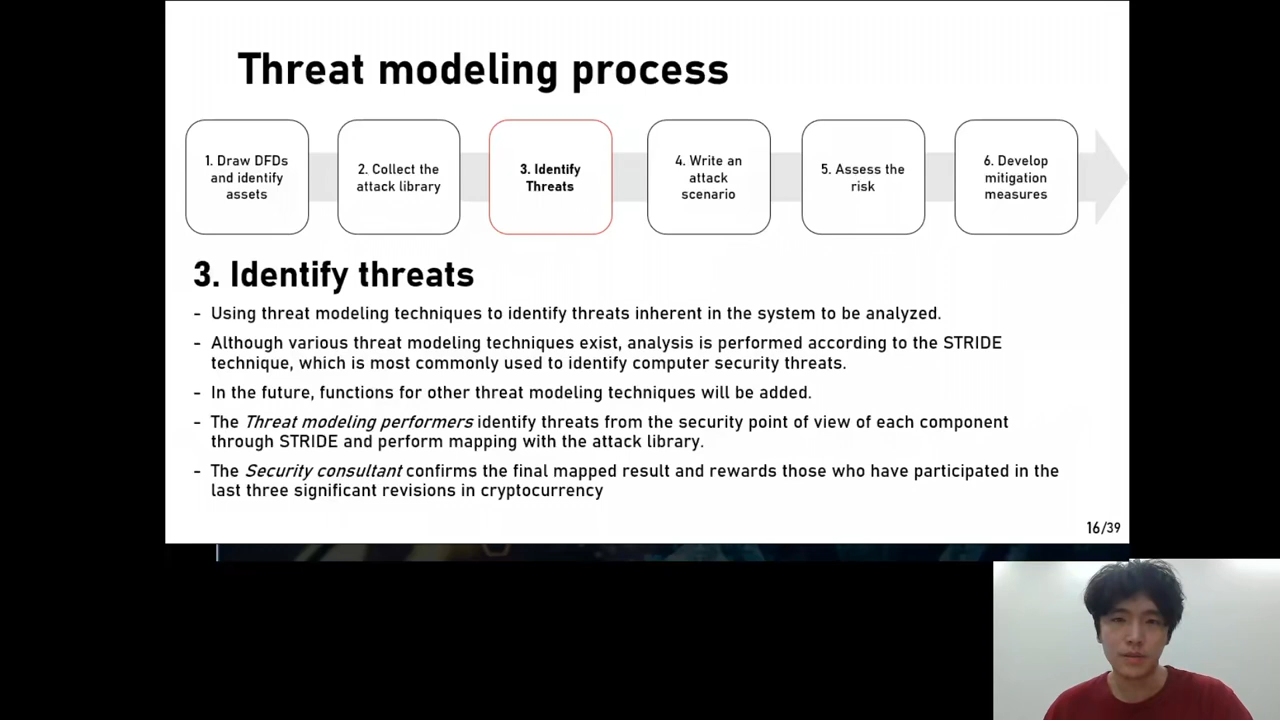 Threat modeling process
1. Draw DFDs
and identify
assets
2. Collect the
attack library
3. Identify
Threats
4. Write an
attack
scenario
5. Assess the
risk
6. Develop
mitigation
measures
3. Identify threats
- Using threat modeling techniques to identify threats inherent in the system to be analyzed.
- Although various threat modeling techniques exist, analysis is performed according to the STRIDE
technique, which is most commonly used to identify computer security threats.
- In the future, functions for other threat modeling techniques will be added.
- The Threat modeling performers identify threats from the security point of view of each component
through STRIDE and perform mapping with the attack library.
- The Security consultant confirms the final mapped result and rewards those who have participated in the
last three significant revisions in cryptocurrency
16/39